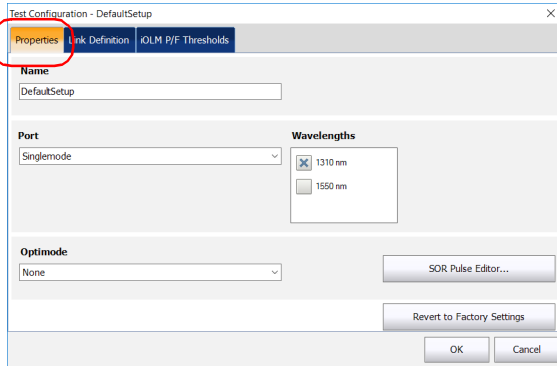 Test Configuration - DefaultSetup
Properties Link Definition iOLM P/F Thresholds
Name
DefaultSetup
Port Wavelengths
Singlemode 1310 nm
1550 nm
Optimode
None SOR Pulse Editor...
Revert to Factory Settings
OK Cancel